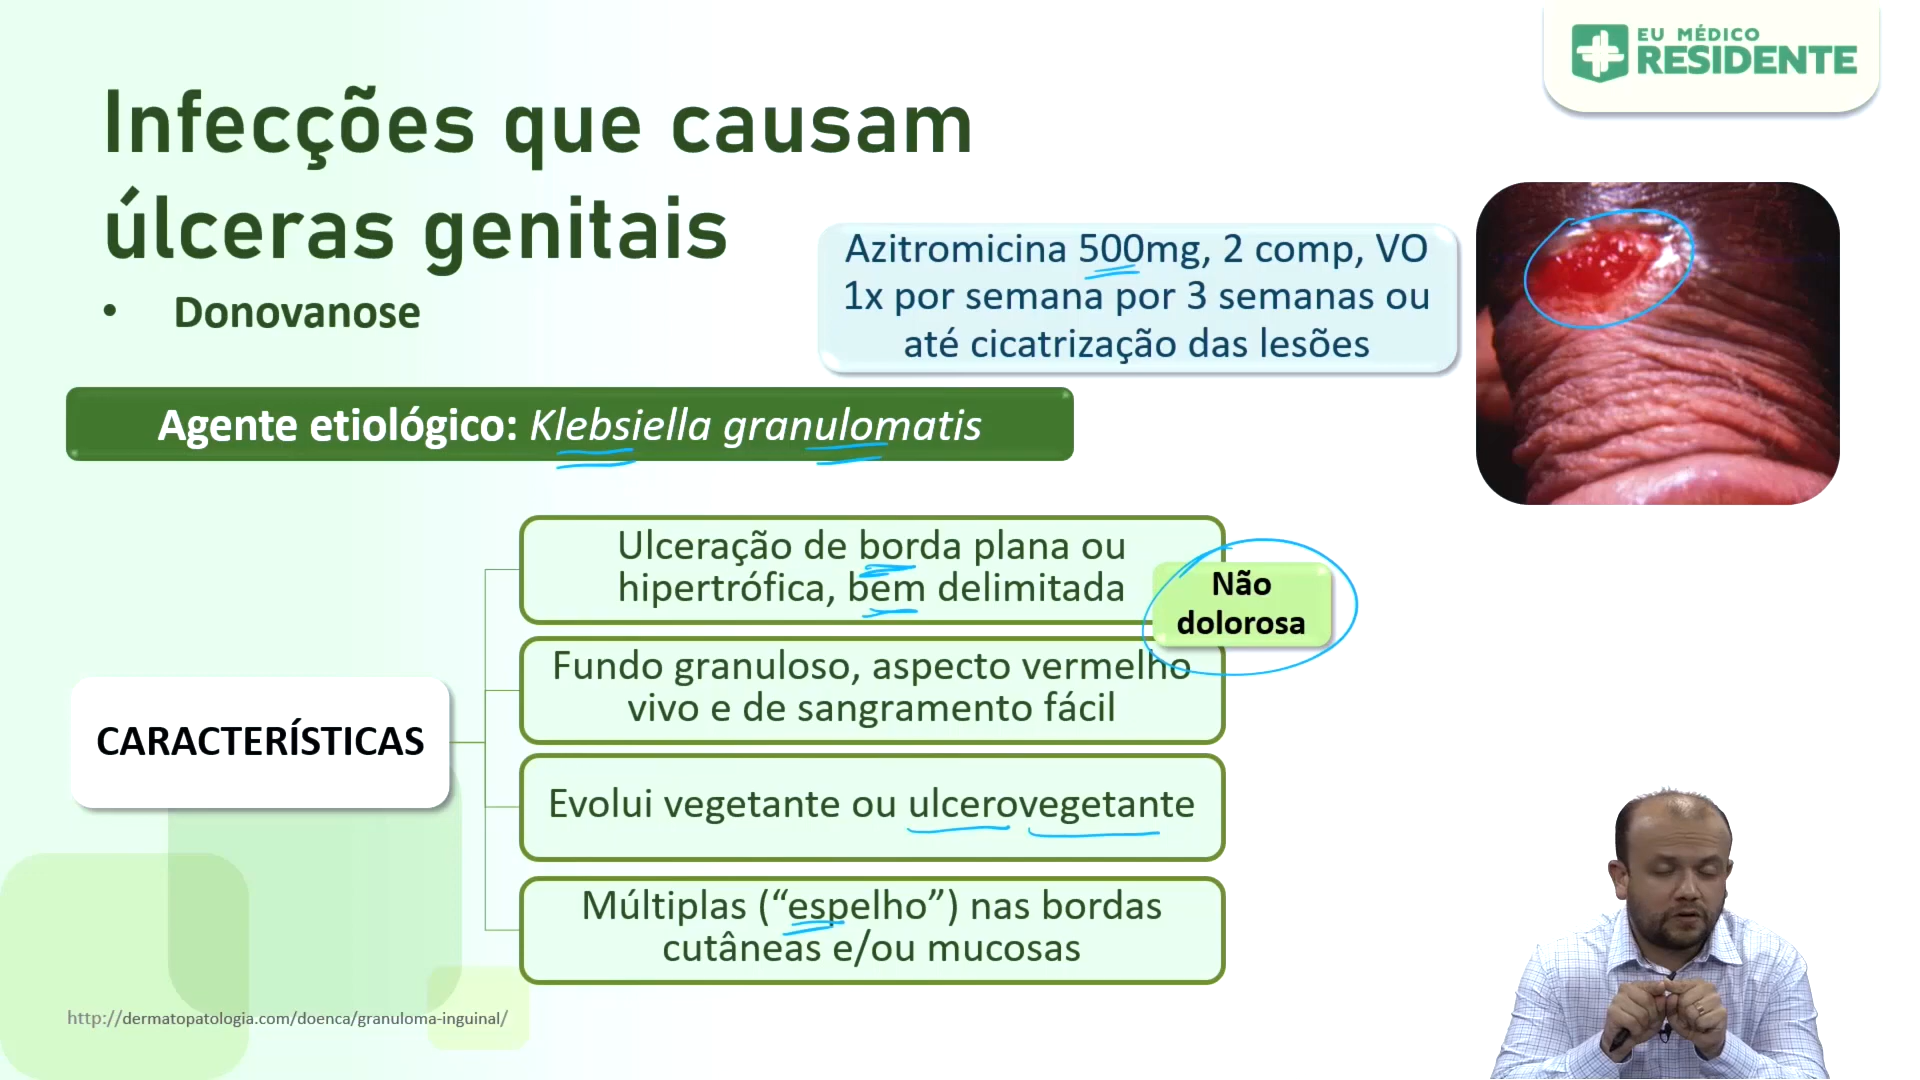 EU MÉDICO
RESIDENTE
Infecções que causam
úlceras genitais
• Donovanose
Azitromicina 500mg, 2 comp, VO
1x por semana por 3 semanas ou
até cicatrização das lesões
Agente etiológico: Klebsiella granulomatis
CARACTERÍSTICAS
Ulceração de borda plana ou
hipertrófica, bem delimitada
Não
dolorosa
Fundo granuloso, aspecto vermelho
vivo e de sangramento fácil
Evolui vegetante ou ulcerovegetante
Múltiplas (“espelho”) nas bordas
cutâneas e/ou mucosas
http://dermatopatologia.com/doenca/granuloma-inguinal/